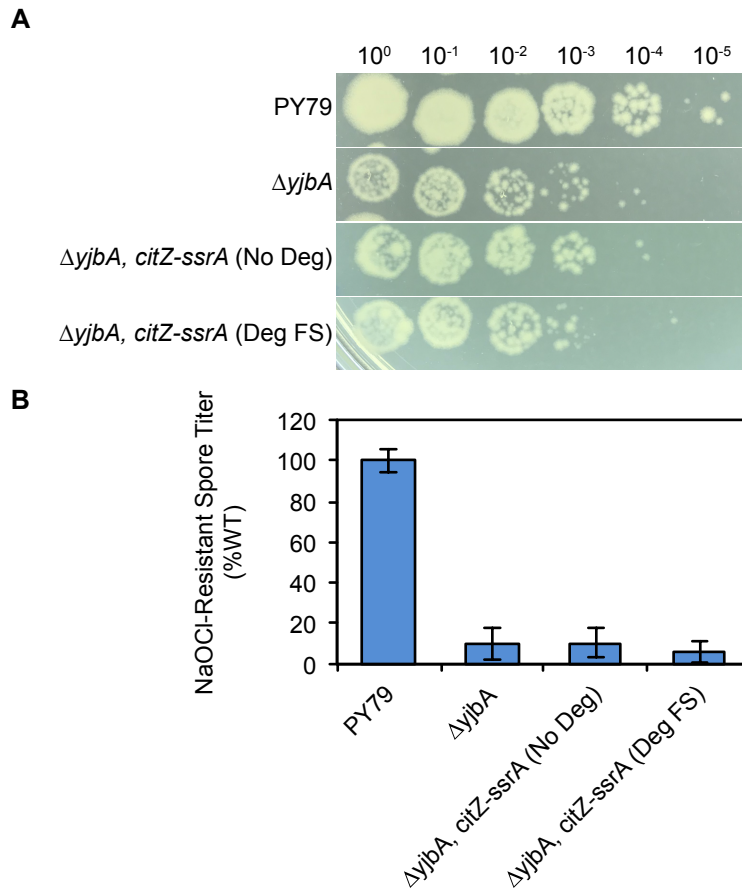 A
10⁰ 10⁻¹ 10⁻² 10⁻³ 10⁻⁴ 10⁻⁵
PY79
ΔyjbA
ΔyjbA, citZ-ssrA (No Deg)
ΔyjbA, citZ-ssrA (Deg FS)
B
NaOCl-Resistant Spore Titer
(%WT)
120
100
80
60
40
20
0
PY79
ΔyjbA
ΔyjbA, citZ-ssrA (No Deg)
ΔyjbA, citZ-ssrA (Deg FS)